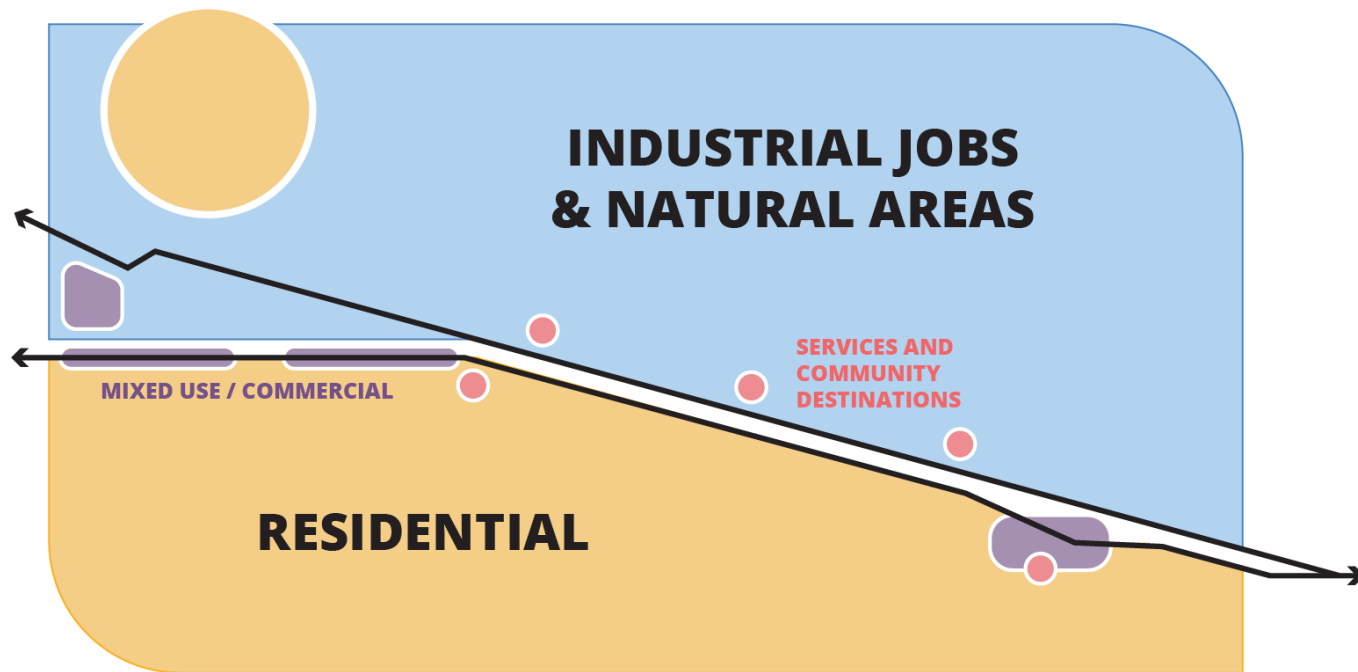 INDUSTRIAL JOBS
& NATURAL AREAS
SERVICES AND
COMMUNITY
DESTINATIONS
MIXED USE / COMMERCIAL
RESIDENTIAL